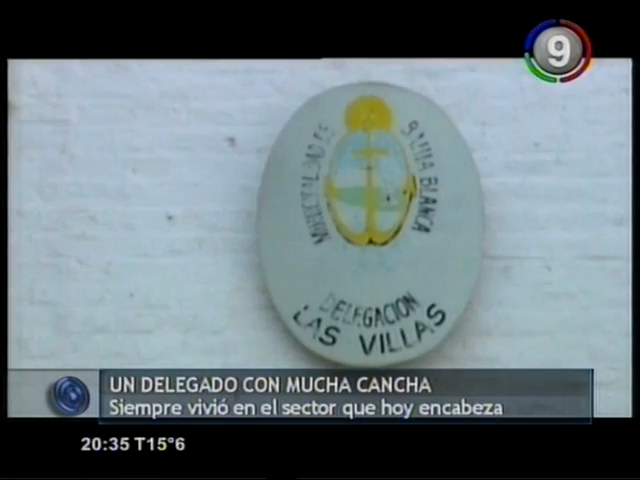 9
MUNICIPALIDAD DE
BAHIA BLANCA
DELEGACION
LAS VILLAS
UN DELEGADO CON MUCHA CANCHA
Siempre vivió en el sector que hoy encabeza
20:35 T15°6